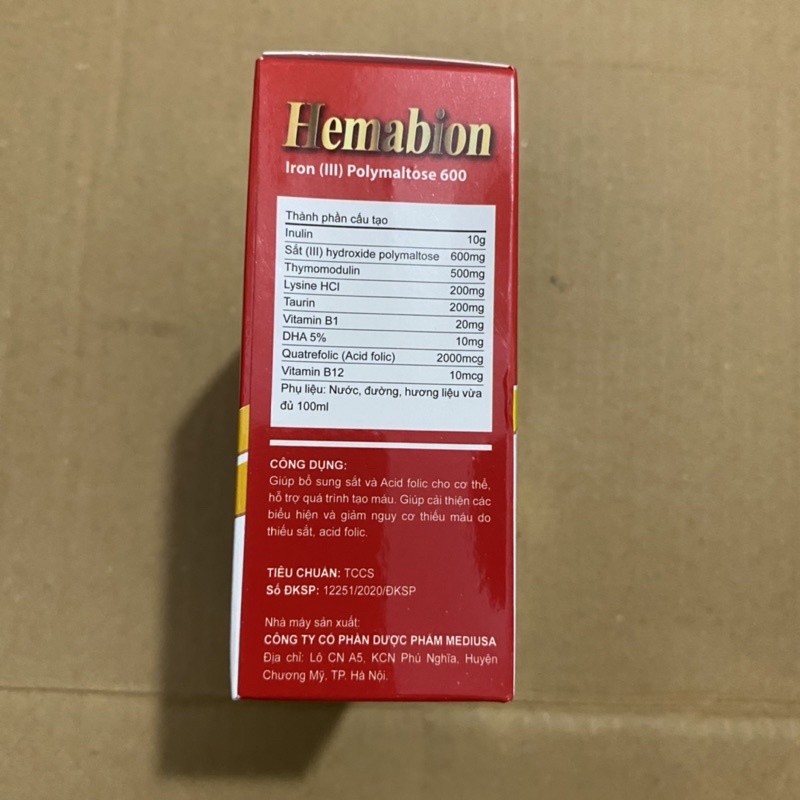 Hemabion
Iron (III) Polymaltose 600
Thành phần cấu tạo
Inulin 10g
Sắt (III) hydroxide polymaltose 600mg
Thymomodulin 500mg
Lysine HCl 200mg
Taurin 200mg
Vitamin B1 20mg
DHA 5% 10mg
Quatrefolic (Acid folic) 2000mcg
Vitamin B12 10mcg
Phụ liệu: Nước, đường, hương liệu vừa
đủ 100ml
CÔNG DỤNG:
Giúp bổ sung sắt và Acid folic cho cơ thể,
hỗ trợ quá trình tạo máu. Giúp cải thiện các
biểu hiện và giảm nguy cơ thiếu máu do
thiếu sắt, acid folic.
TIÊU CHUẨN: TCCS
Số ĐKSP: 12251/2020/ĐKSP
Nhà máy sản xuất:
CÔNG TY CỔ PHẦN DƯỢC PHẨM MEDIUSA
Địa chỉ: Lô CN A5, KCN Phú Nghĩa, Huyện
Chương Mỹ, TP. Hà Nội.